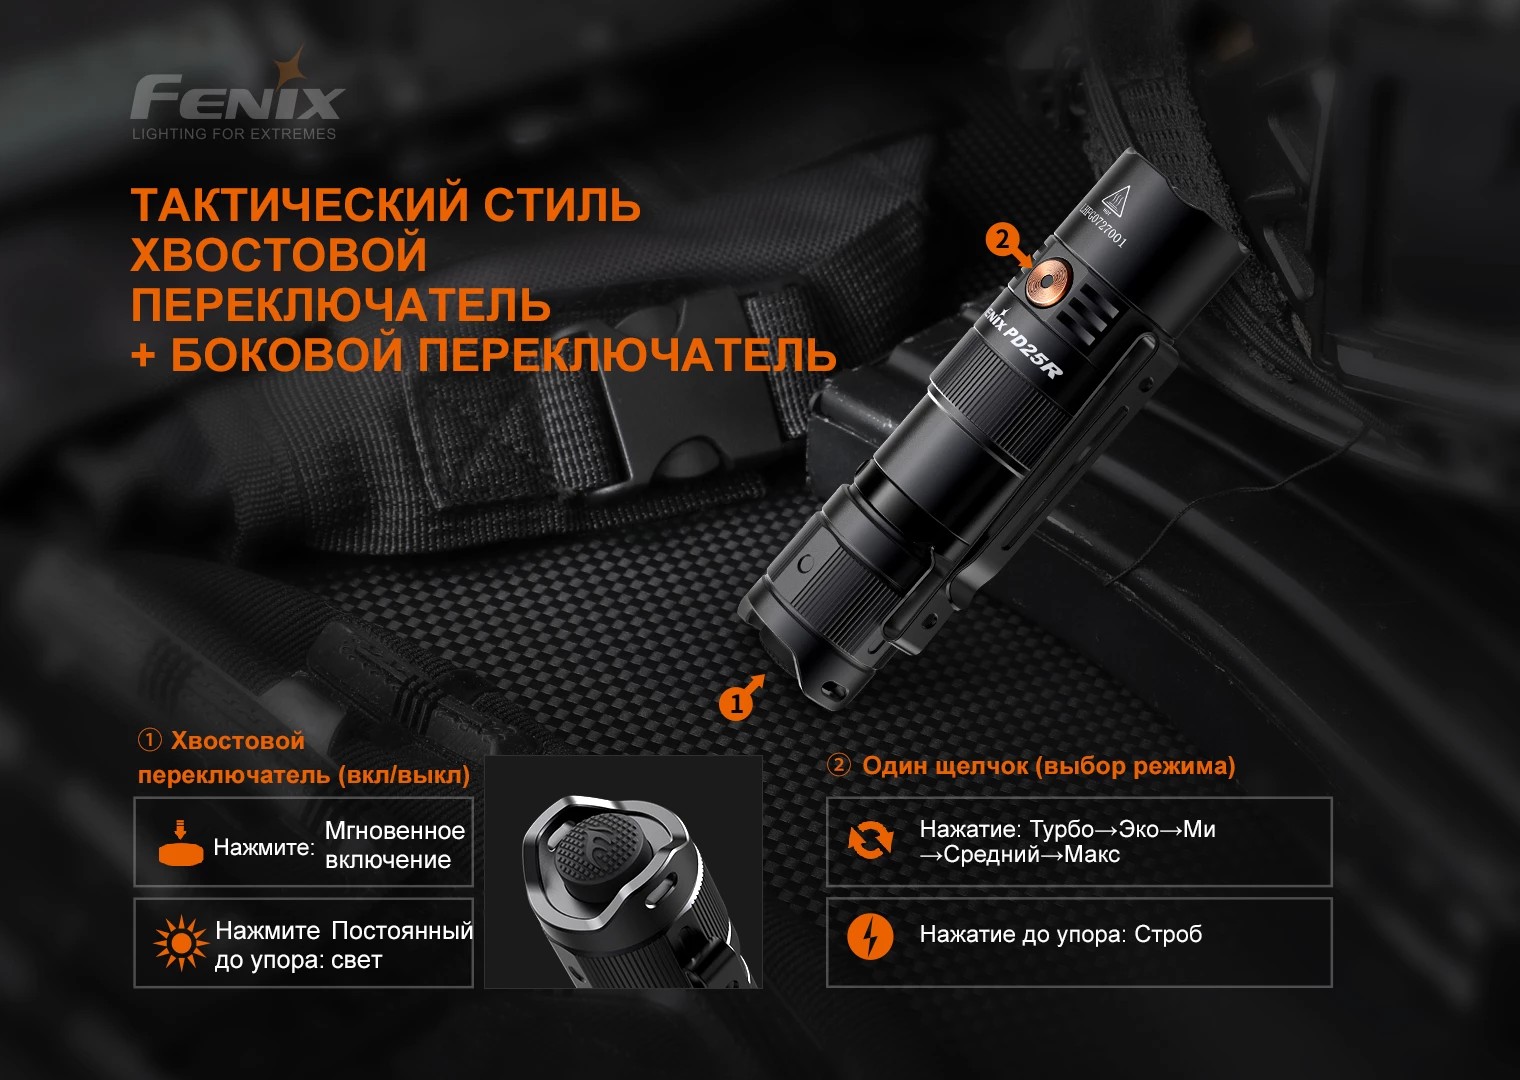 FENIX
LIGHTING FOR EXTREMES
ТАКТИЧЕСКИЙ СТИЛЬ
ХВОСТОВОЙ
ПЕРЕКЛЮЧАТЕЛЬ
+ БОКОВОЙ ПЕРЕКЛЮЧАТЕЛЬ
2
FENIX PD25R
1
① Хвостовой
переключатель (вкл/выкл)
Нажмите: Мгновенное
включение
Нажмите Постоянный
до упора: свет
② Один щелчок (выбор режима)
Нажатие: Турбо→Эко→Ми
→Средний→Макс
Нажатие до упора: Строб